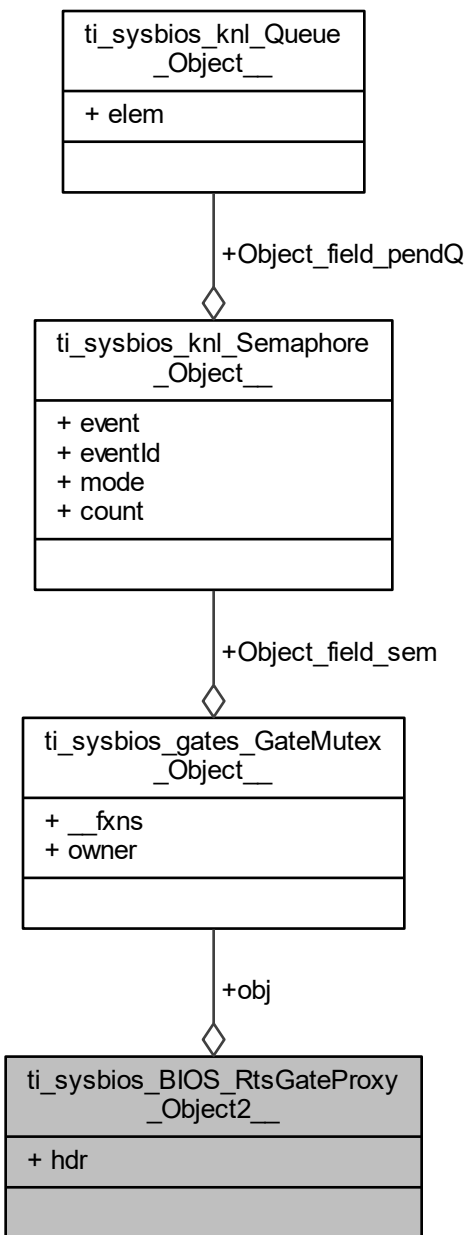 ti_sysbios_knl_Queue
_Object__
+ elem
+Object_field_pendQ
ti_sysbios_knl_Semaphore
_Object__
+ event
+ eventId
+ mode
+ count
+Object_field_sem
ti_sysbios_gates_GateMutex
_Object__
+ __fxns
+ owner
+obj
ti_sysbios_BIOS_RtsGateProxy
_Object2__
+ hdr